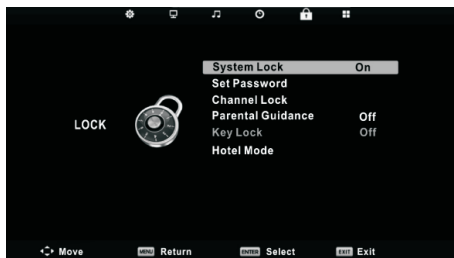 System Lock On
Set Password
Channel Lock
Parental Guidance Off
Key Lock Off
Hotel Mode
LOCK
Move MENU Return ENTER Select EXIT Exit